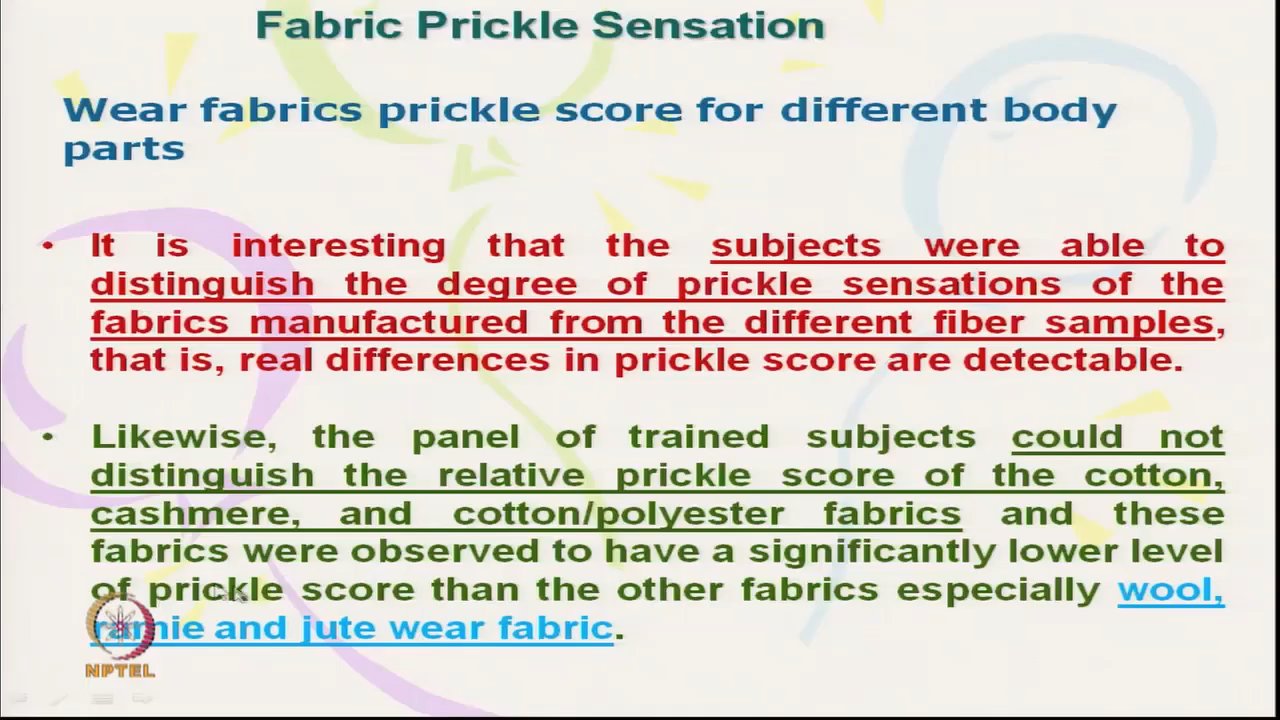 Fabric Prickle Sensation
Wear fabrics prickle score for different body
parts
• It is interesting that the subjects were able to
distinguish the degree of prickle sensations of the
fabrics manufactured from the different fiber samples,
that is, real differences in prickle score are detectable.
• Likewise, the panel of trained subjects could not
distinguish the relative prickle score of the cotton,
cashmere, and cotton/polyester fabrics and these
fabrics were observed to have a significantly lower level
of prickle score than the other fabrics especially wool,
ramie and jute wear fabric.
NPTEL